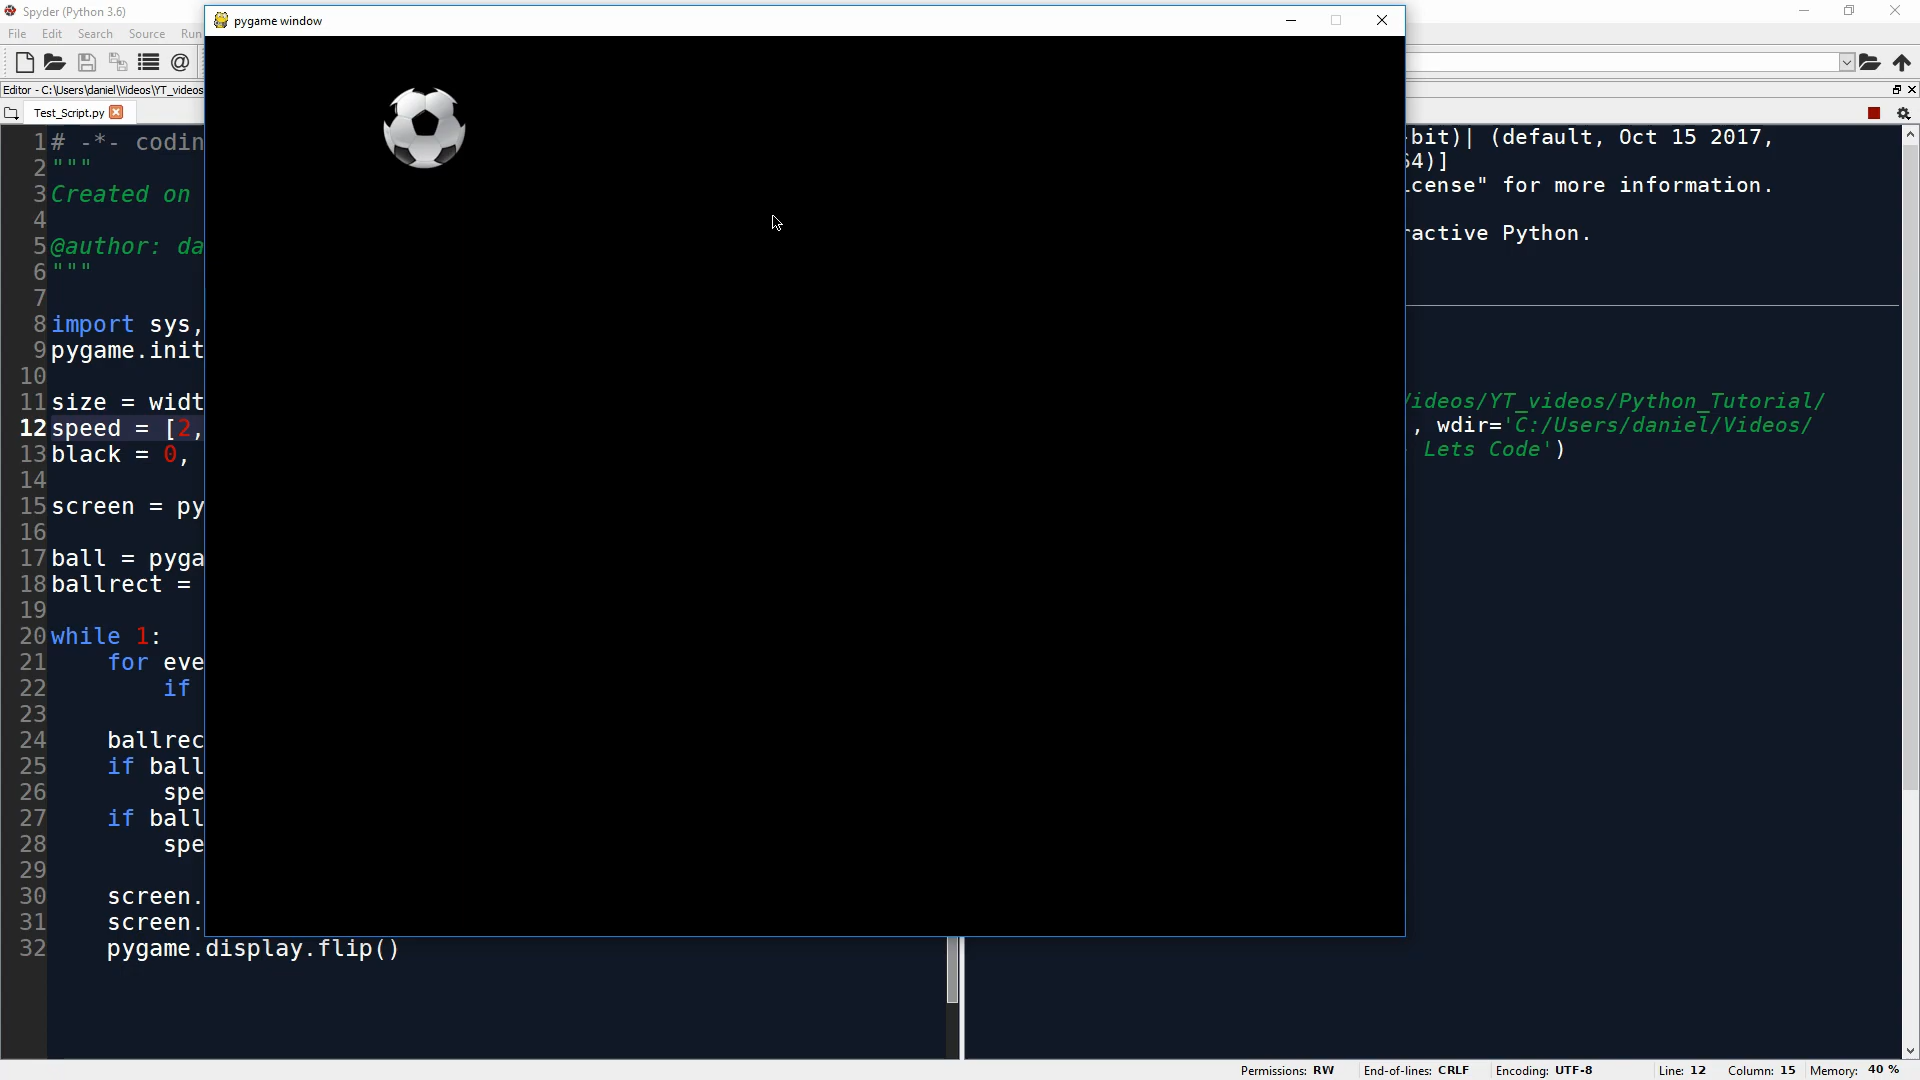 Spyder (Python 3.6)
File Edit Search Source Run
pygame window
Editor - C:\Users\daniel\Videos\YT_videos
Test_Script.py
1 # -*- codin
2 """
3 Created on
4
5 @author: da
6 """
7
8 import sys,
9 pygame.init
10
11 size = widt
12 speed = [2,
13 black = 0,
14
15 screen = py
16
17 ball = pyga
18 ballrect =
19
20 while 1:
21 for eve
22 if
23
24 ballrec
25 if ball
26 spe
27 if ball
28 spe
29
30 screen.
31 screen.
32 pygame.display.flip()
bit)| (default, Oct 15 2017,
64)]
icense" for more information.
ractive Python.
Videos/YT_videos/Python_Tutorial/
, wdir='C:/Users/daniel/Videos/
Lets Code')
Permissions: RW End-of-lines: CRLF Encoding: UTF-8 Line: 12 Column: 15 Memory: 40 %